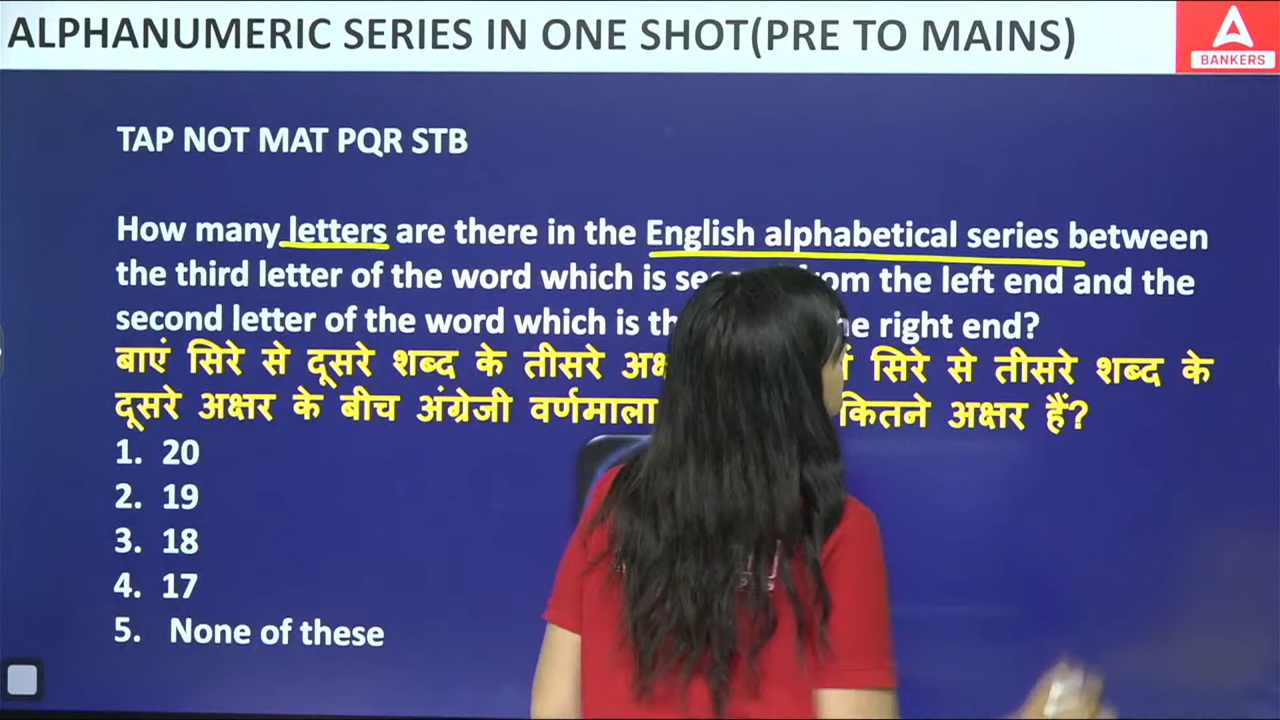 ALPHANUMERIC SERIES IN ONE SHOT(PRE TO MAINS)
BANKERS
TAP NOT MAT PQR STB
How many letters are there in the English alphabetical series between
the third letter of the word which is from the left end and the
second letter of the word which is right end?
बाएं सिरे से दूसरे शब्द के तीसरे सिरे से तीसरे शब्द के
दूसरे अक्षर के बीच अंग्रेजी वर्णमाला कितने अक्षर हैं?
1. 20
2. 19
3. 18
4. 17
5. None of these